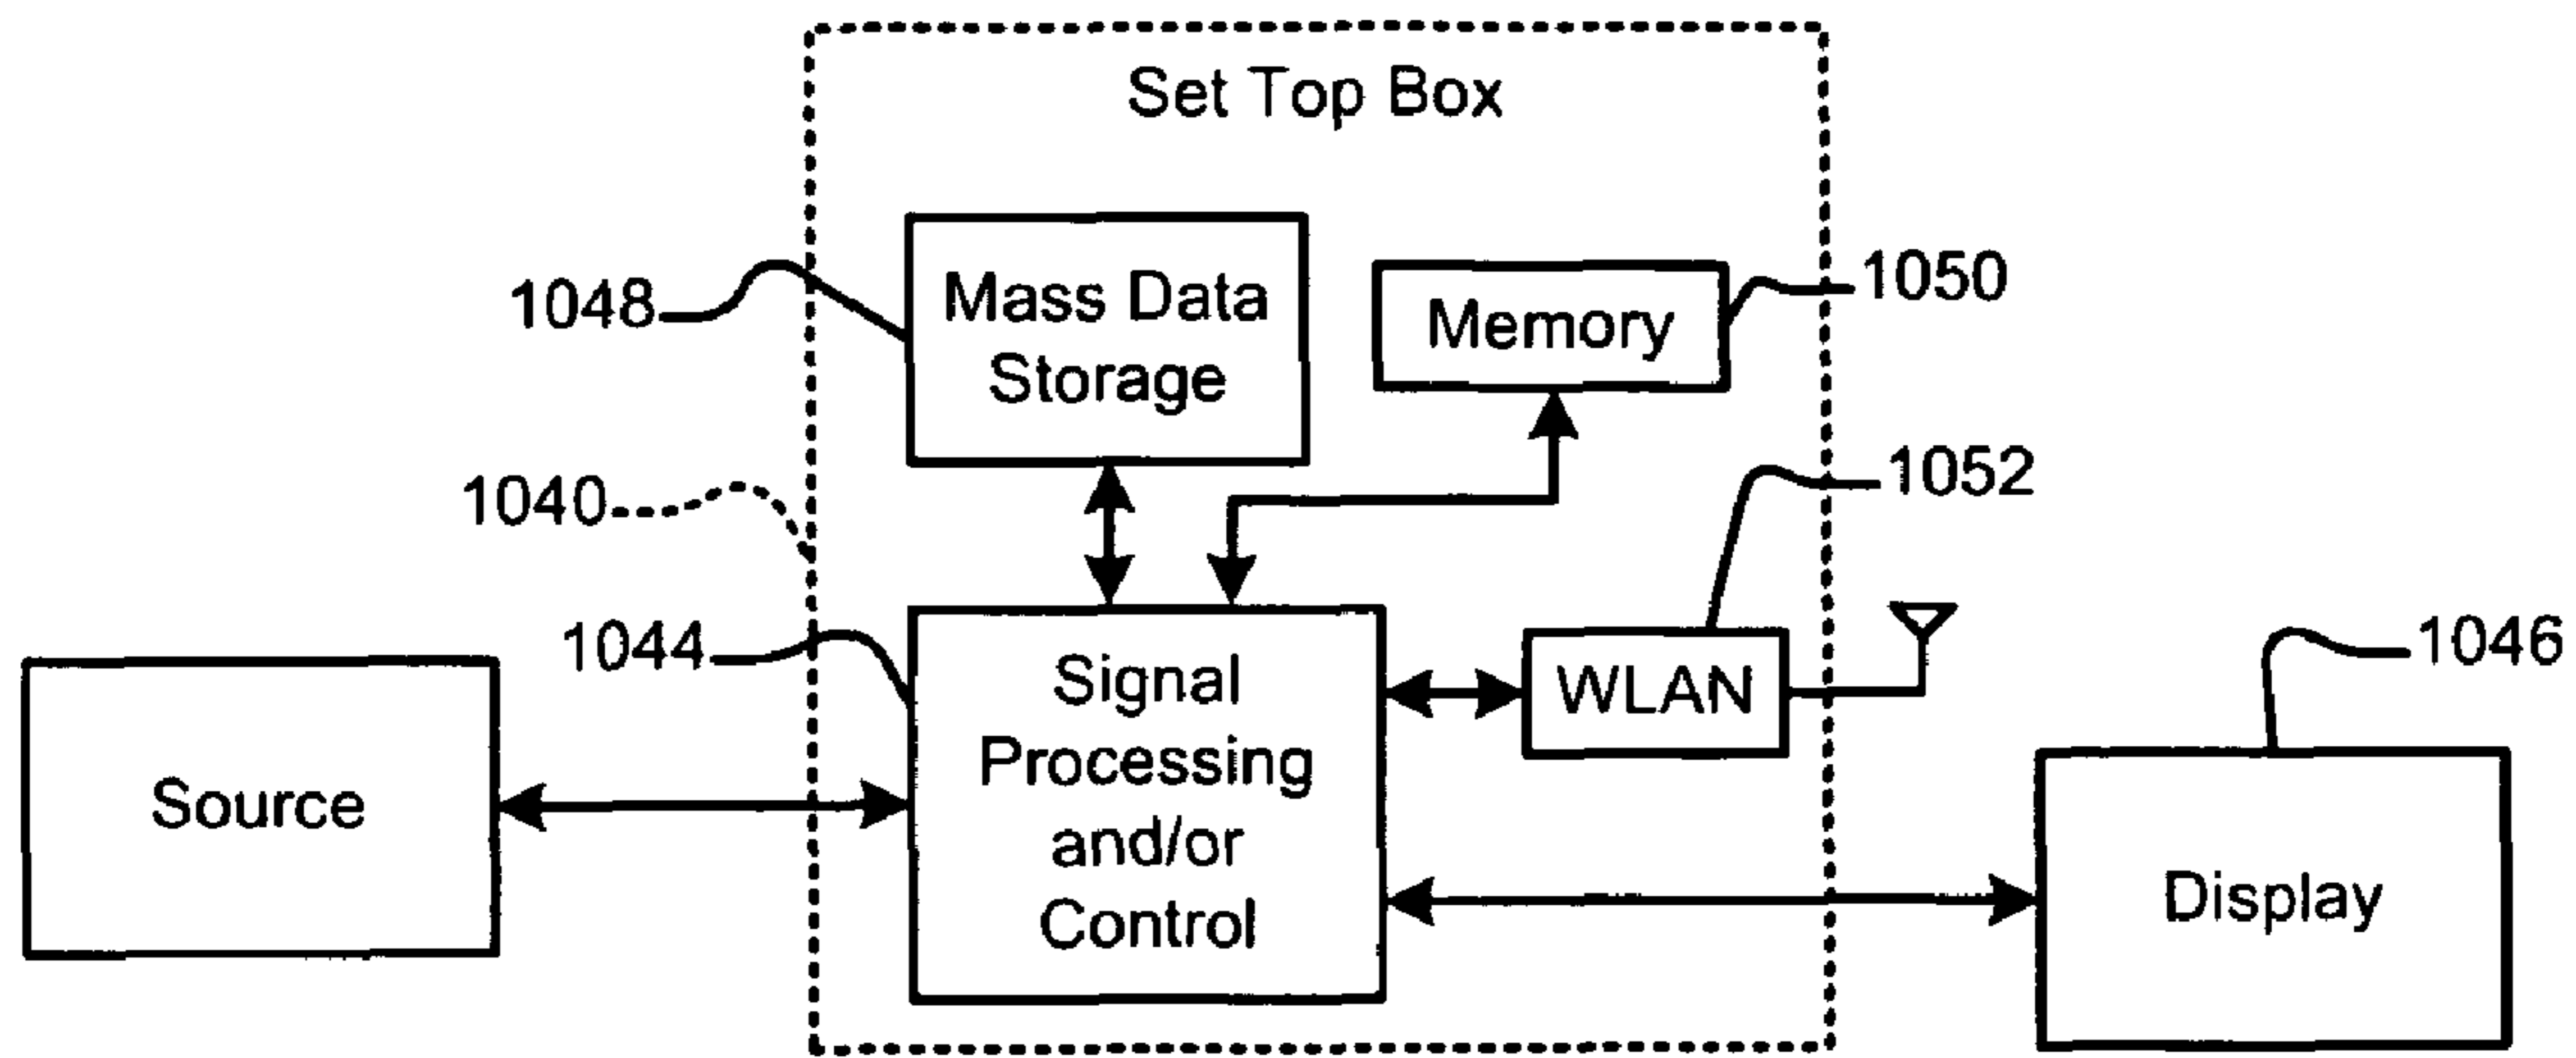 Set Top Box
1048
Mass Data
Storage
Memory
1050
1040
1052
1044
Signal
Processing
and/or
Control
WLAN
1046
Source
Display